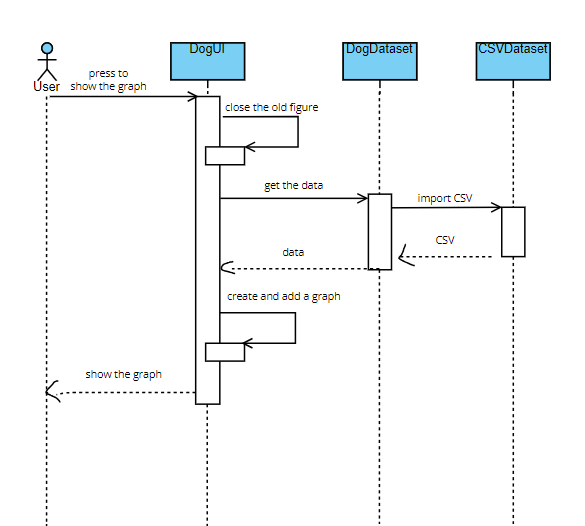 DogUI
DogDataset
CSVDataset
User
press to
show the graph
close the old figure
get the data
import CSV
CSV
data
create and add a graph
show the graph